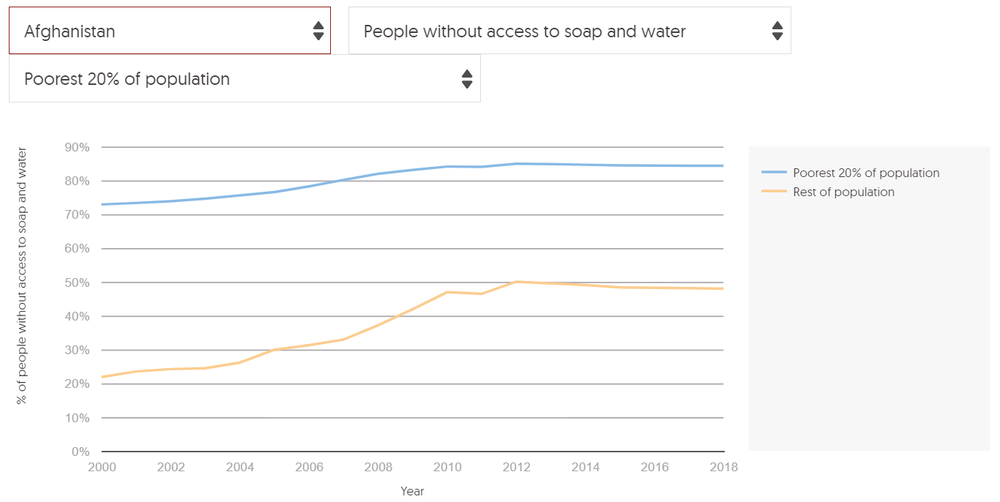 Afghanistan
People without access to soap and water
Poorest 20% of population
% of people without access to soap and water
90%
80%
70%
60%
50%
40%
30%
20%
10%
0%
2000 2002 2004 2006 2008 2010 2012 2014 2016 2018
Year
Poorest 20% of population
Rest of population